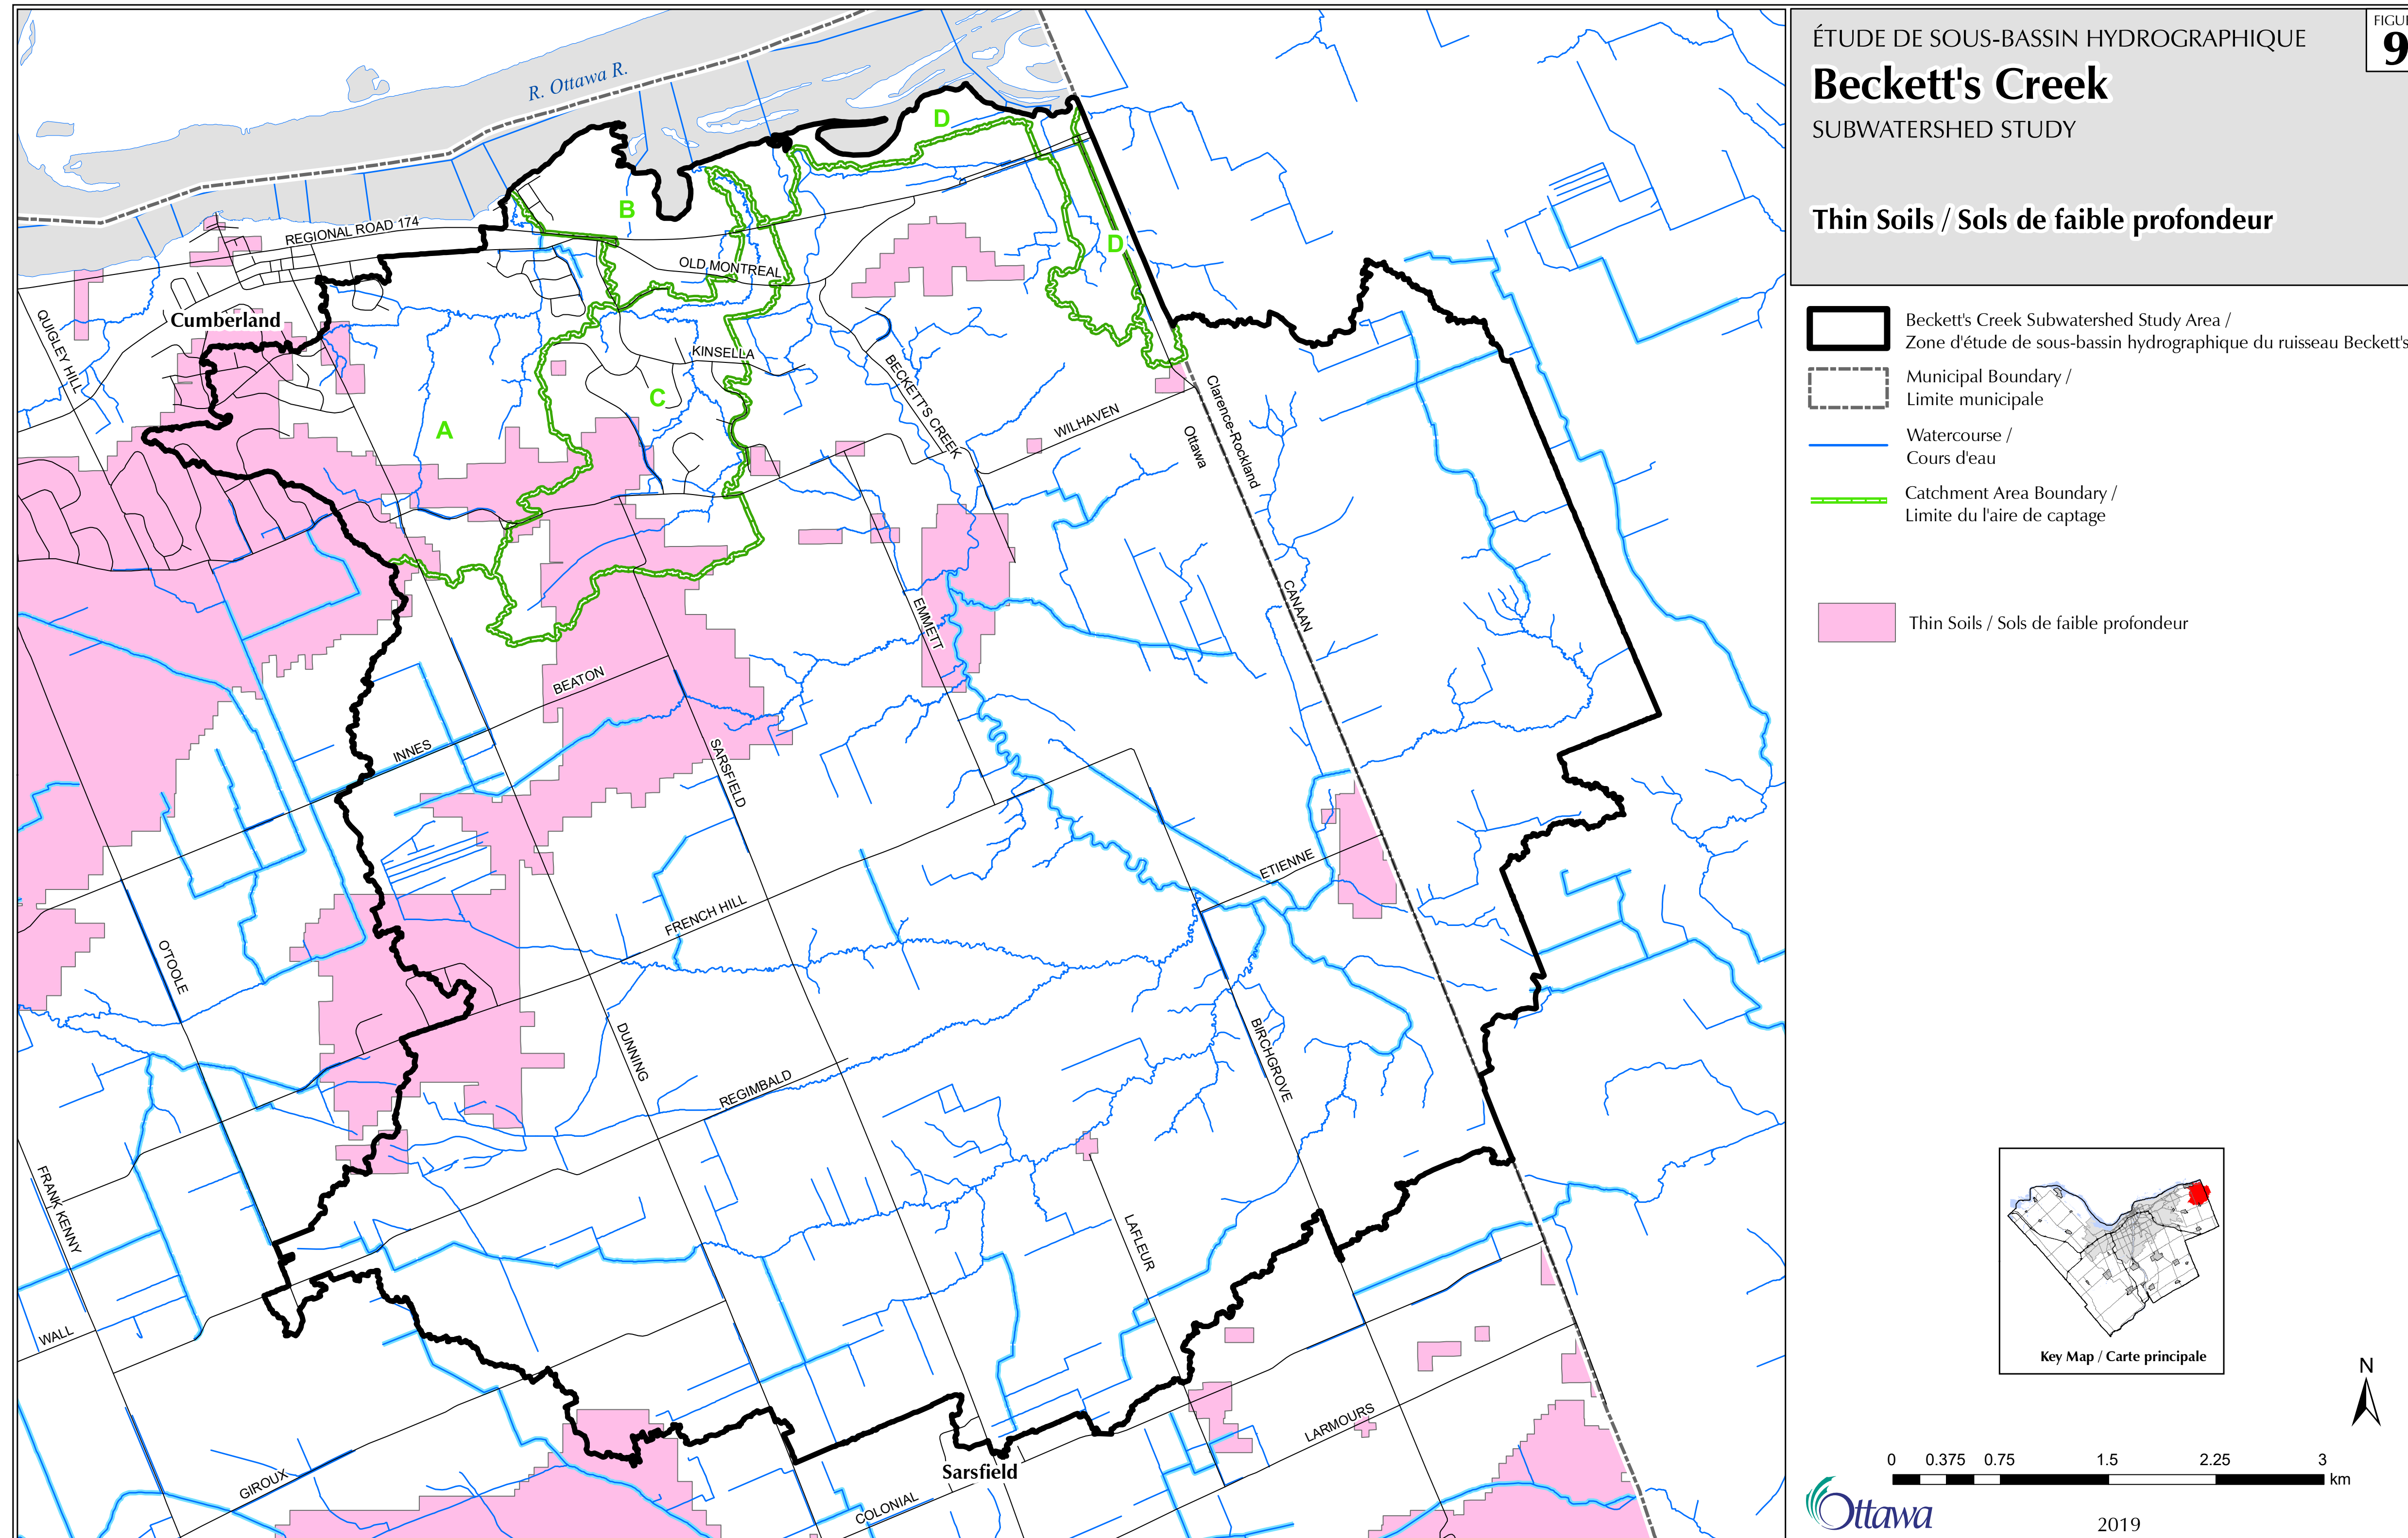 ÉTUDE DE SOUS-BASSIN HYDROGRAPHIQUE
Beckett's Creek
SUBWATERSHED STUDY
9
Thin Soils / Sols de faible profondeur
Beckett's Creek Subwatershed Study Area /
Zone d'étude de sous-bassin hydrographique du ruisseau Beckett's
Municipal Boundary /
Limite municipale
Watercourse /
Cours d'eau
Catchment Area Boundary /
Limite du l'aire de captage
Thin Soils / Sols de faible profondeur
Key Map / Carte principale
N
0 0.375 0.75 1.5 2.25 3
km
Ottawa
2019
R. Ottawa R.
D
B
REGIONAL ROAD 174
D
OLD MONTREAL
Cumberland
QUIGLEY HILL
KINSELLA
BECKETT'S CREEK
C
A
WILHAVEN
Clarence-Rockland
Ottawa
CANAAN
EMMETT
BEATON
INNES
SARSFIELD
ETIENNE
FRENCH HILL
O'TOOLE
DUNNING
BIRCHGROVE
REGIMBALD
FRANK KENNY
LAFLEUR
WALL
LARMOURS
Sarsfield
GIROUX
COLONIAL